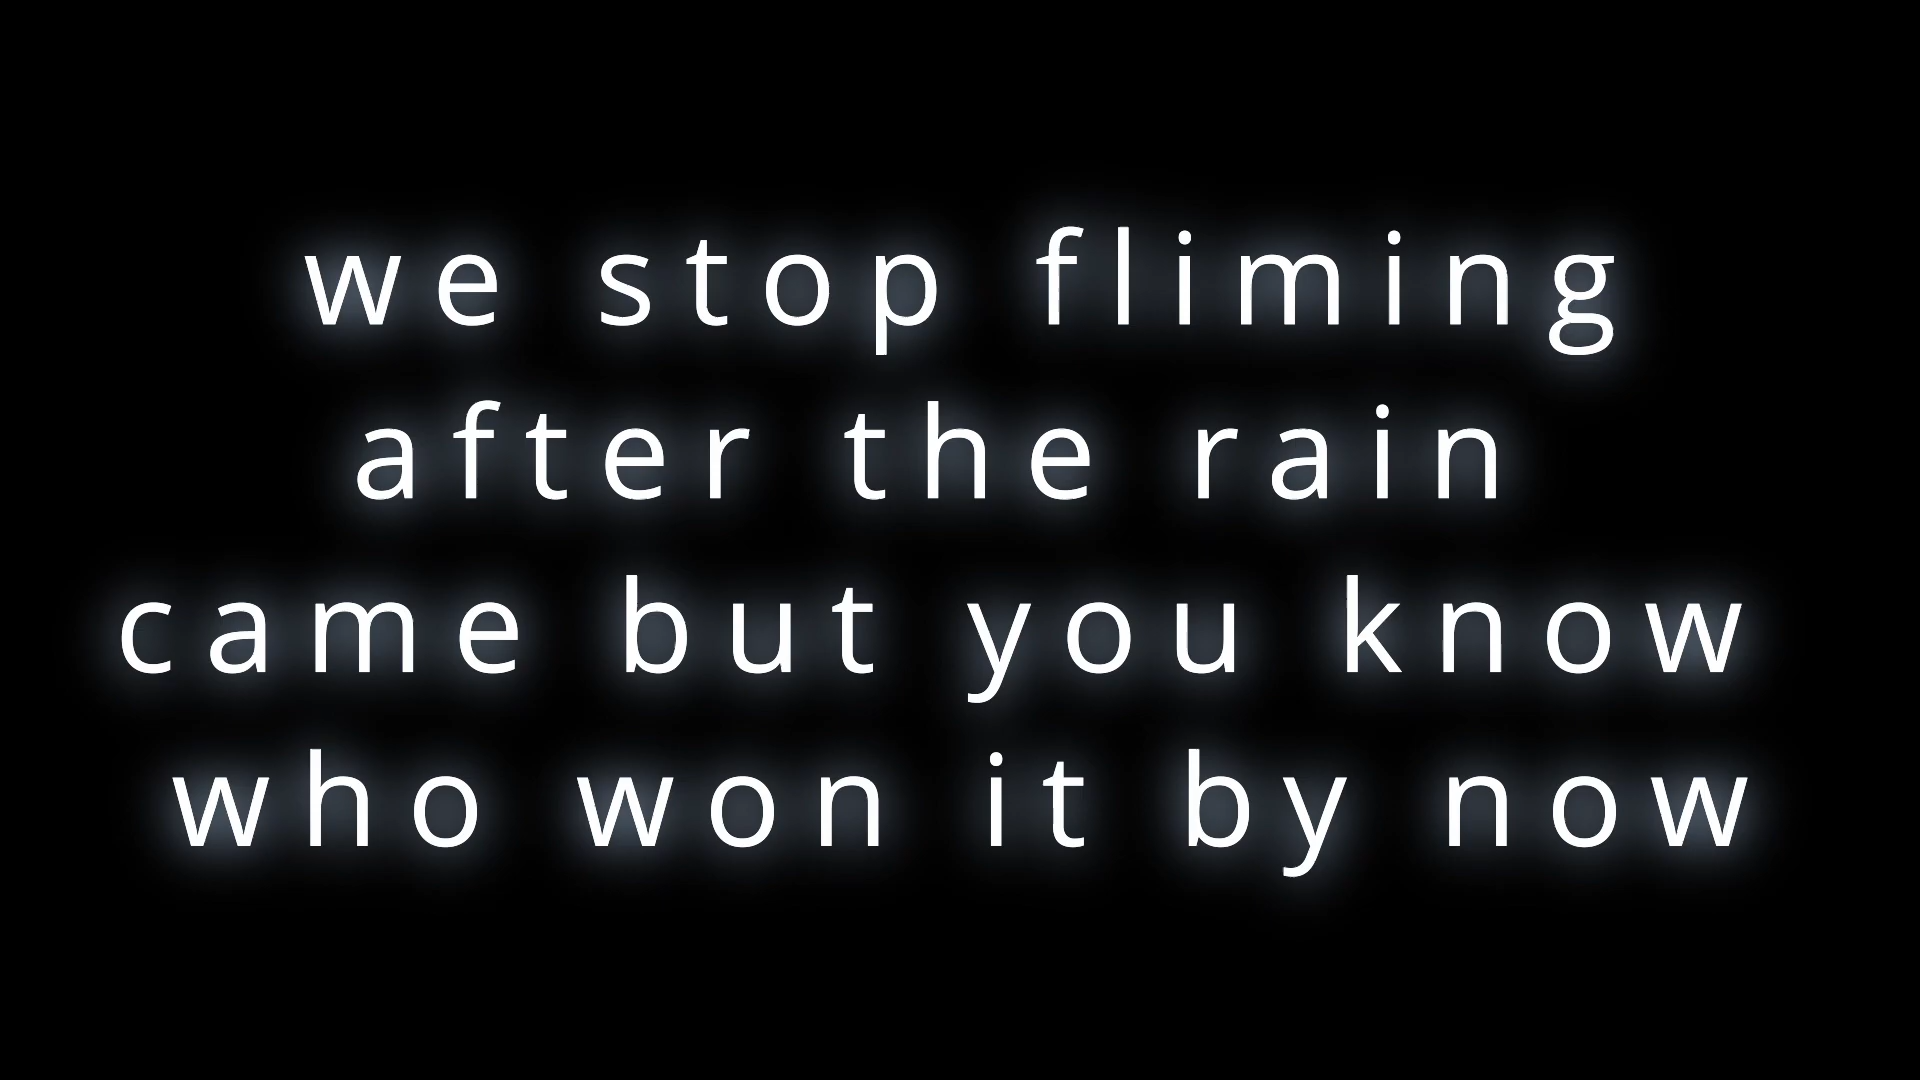 we stop fliming
after the rain
came but you know
who won it by now